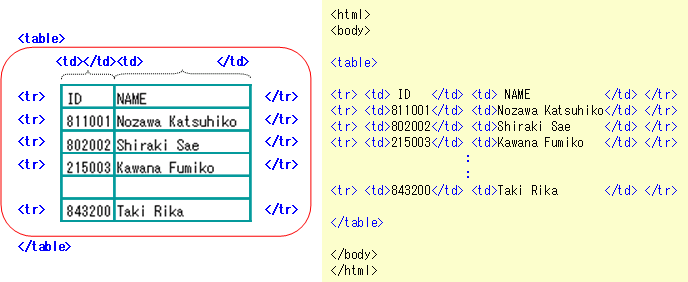 <table>
<td></td><td> </td>
<tr> ID NAME </tr>
<tr> 811001 Nozawa Katsuhiko </tr>
<tr> 802002 Shiraki Sae </tr>
<tr> 215003 Kawana Fumiko </tr>
<tr> 843200 Taki Rika </tr>
</table>
<html>
<body>
<table>
<tr> <td> ID </td> <td> NAME </td> </tr>
<tr> <td>811001</td> <td>Nozawa Katsuhiko</td> </tr>
<tr> <td>802002</td> <td>Shiraki Sae </td> </tr>
<tr> <td>215003</td> <td>Kawana Fumiko </td> </tr>
:
:
<tr> <td>843200</td> <td>Taki Rika </td> </tr>
</table>
</body>
</html>